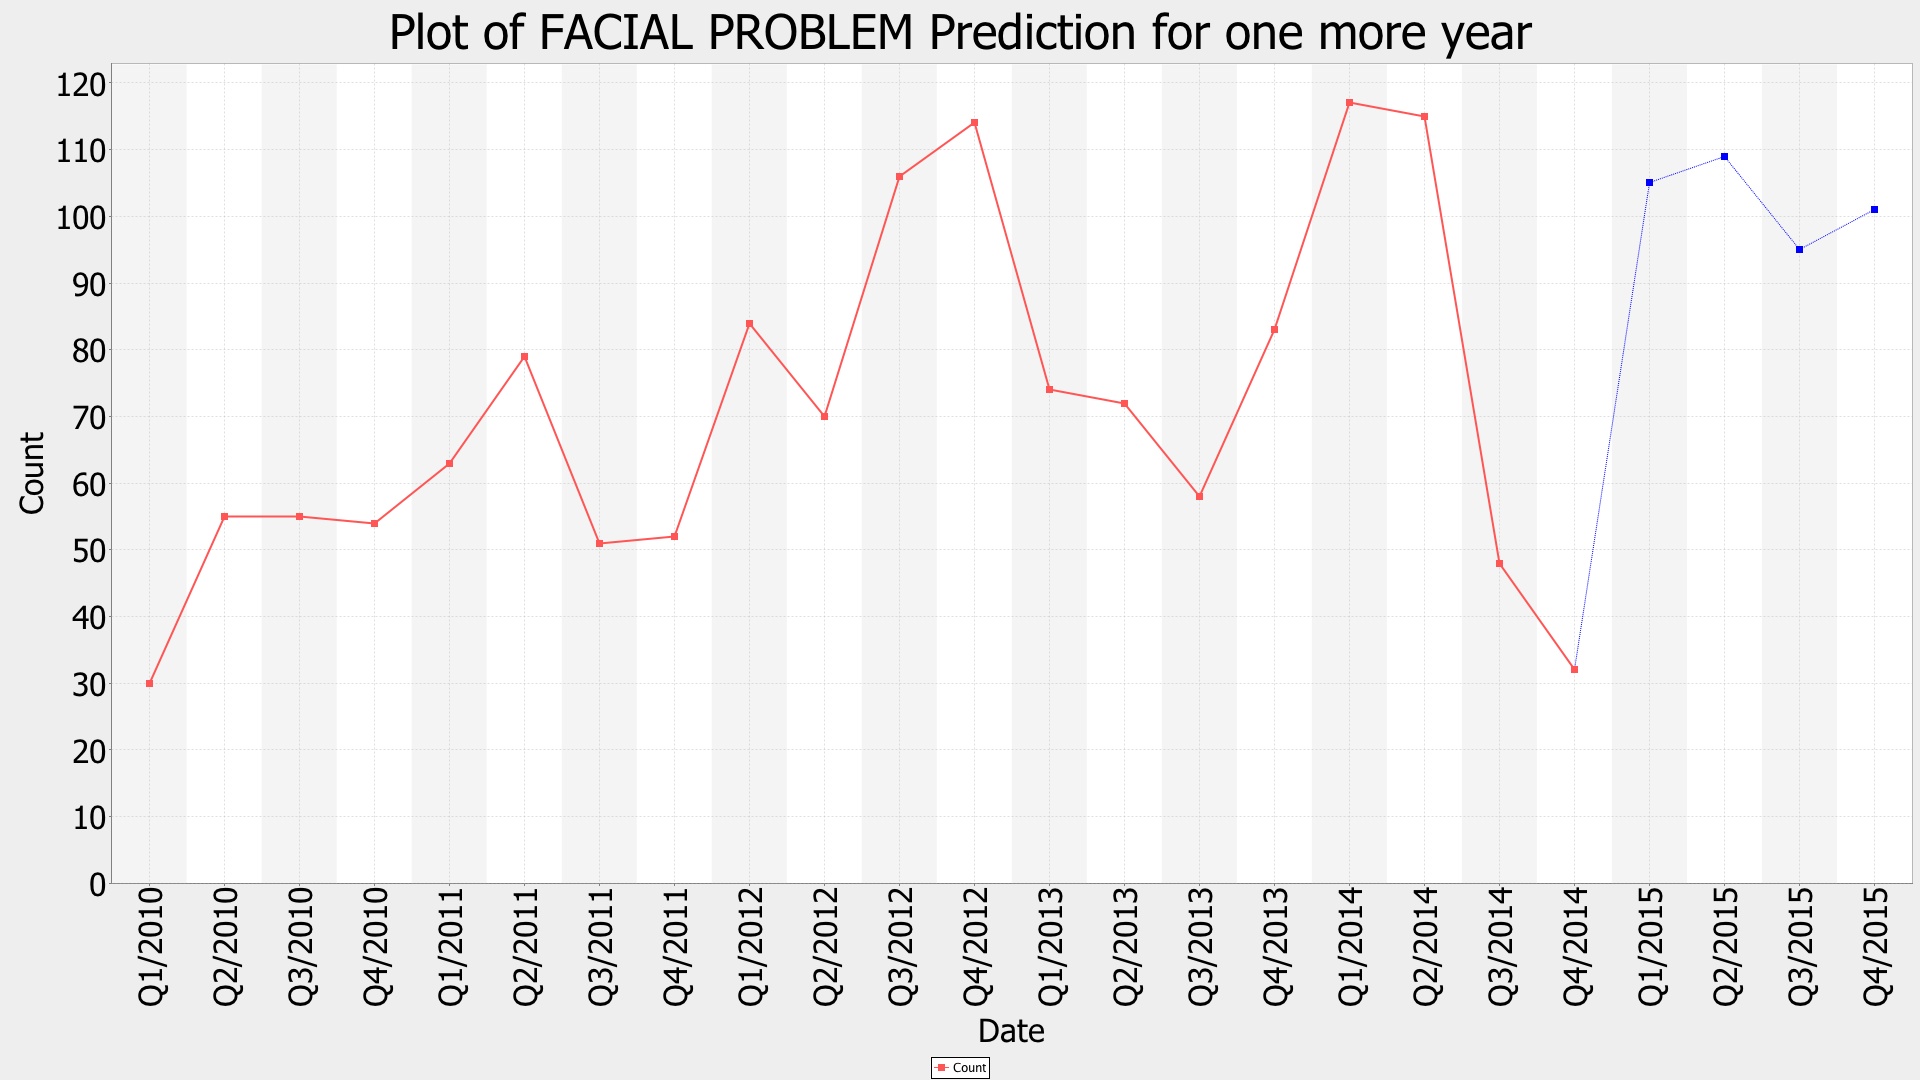 Plot of FACIAL PROBLEM Prediction for one more year
Count
120
110
100
90
80
70
60
50
40
30
20
10
0
Q1/2010
Q2/2010
Q3/2010
Q4/2010
Q1/2011
Q2/2011
Q3/2011
Q4/2011
Q1/2012
Q2/2012
Q3/2012
Q4/2012
Q1/2013
Q2/2013
Q3/2013
Q4/2013
Q1/2014
Q2/2014
Q3/2014
Q4/2014
Q1/2015
Q2/2015
Q3/2015
Q4/2015
Date
Count